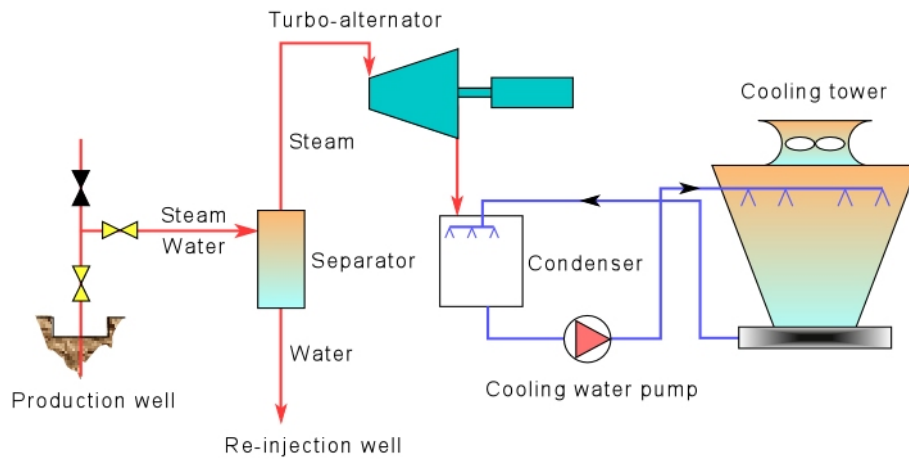 Turbo-alternator
Cooling tower
Steam
Steam
Water
Separator
Condenser
Water
Cooling water pump
Production well
Re-injection well